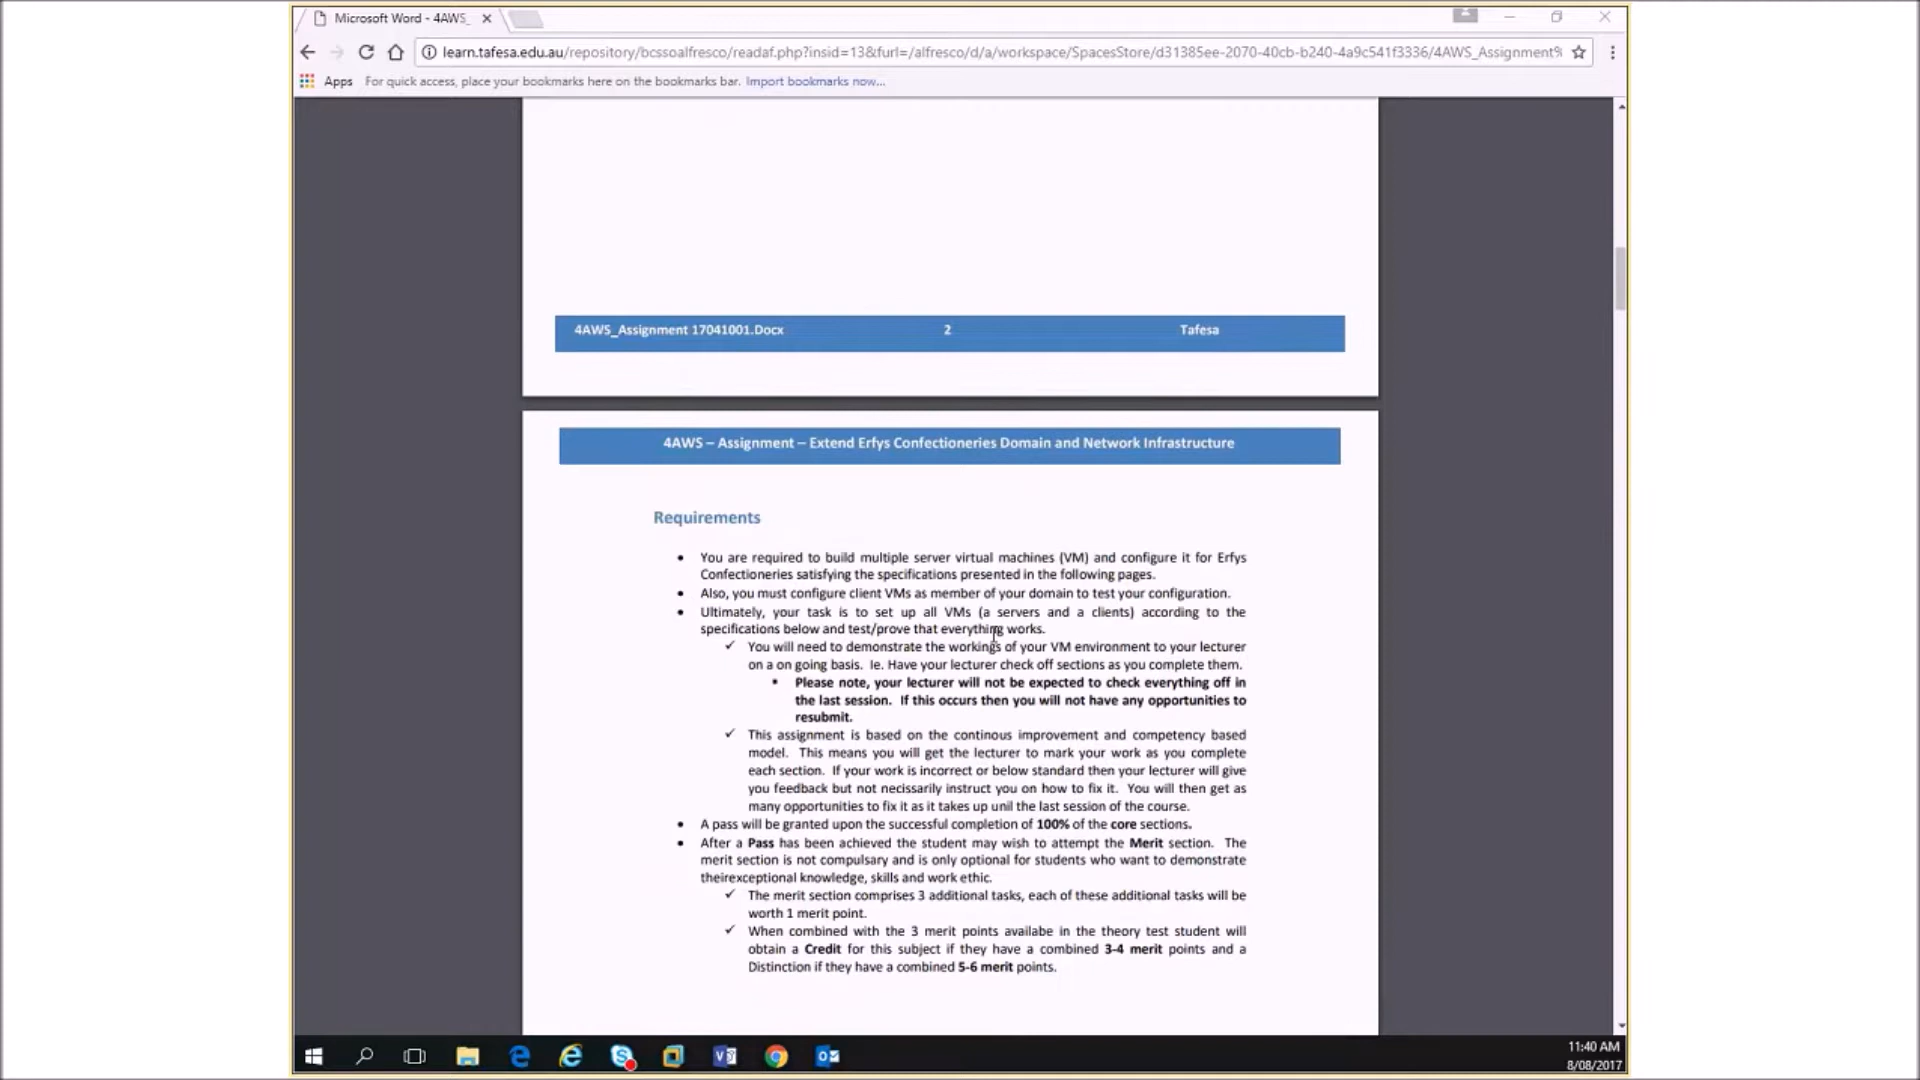 Microsoft Word - 4AWS_
learn.tafesa.edu.au/repository/bcssoalfresco/readaf.php?insid=13&furl=/alfresco/d/a/workspace/SpacesStore/d31385ee-2070-40cb-b240-4a9c541f3336/4AWS_Assignment%
Apps For quick access, place your bookmarks here on the bookmarks bar. Import bookmarks now...
4AWS_Assignment 17041001.Docx 2 Tafesa
4AWS – Assignment – Extend Erfys Confectioneries Domain and Network Infrastructure
Requirements
• You are required to build multiple server virtual machines (VM) and configure it for Erfys
Confectioneries satisfying the specifications presented in the following pages.
• Also, you must configure client VMs as member of your domain to test your configuration.
• Ultimately, your task is to set up all VMs (a servers and a clients) according to the
specifications below and test/prove that everything works.
✓ You will need to demonstrate the workings of your VM environment to your lecturer
on a on going basis. Ie. Have your lecturer check off sections as you complete them.
▪ Please note, your lecturer will not be expected to check everything off in
the last session. If this occurs then you will not have any opportunities to
resubmit.
✓ This assignment is based on the continous improvement and competency based
model. This means you will get the lecturer to mark your work as you complete
each section. If your work is incorrect or below standard then your lecturer will give
you feedback but not necissarily instruct you on how to fix it. You will then get as
many opportunities to fix it as it takes up unil the last session of the course.
• A pass will be granted upon the successful completion of 100% of the core sections.
• After a Pass has been achieved the student may wish to attempt the Merit section. The
merit section is not compulsary and is only optional for students who want to demonstrate
theirexceptional knowledge, skills and work ethic.
✓ The merit section comprises 3 additional tasks, each of these additional tasks will be
worth 1 merit point.
✓ When combined with the 3 merit points availabe in the theory test student will
obtain a Credit for this subject if they have a combined 3-4 merit points and a
Distinction if they have a combined 5-6 merit points.
11:40 AM
8/08/2017